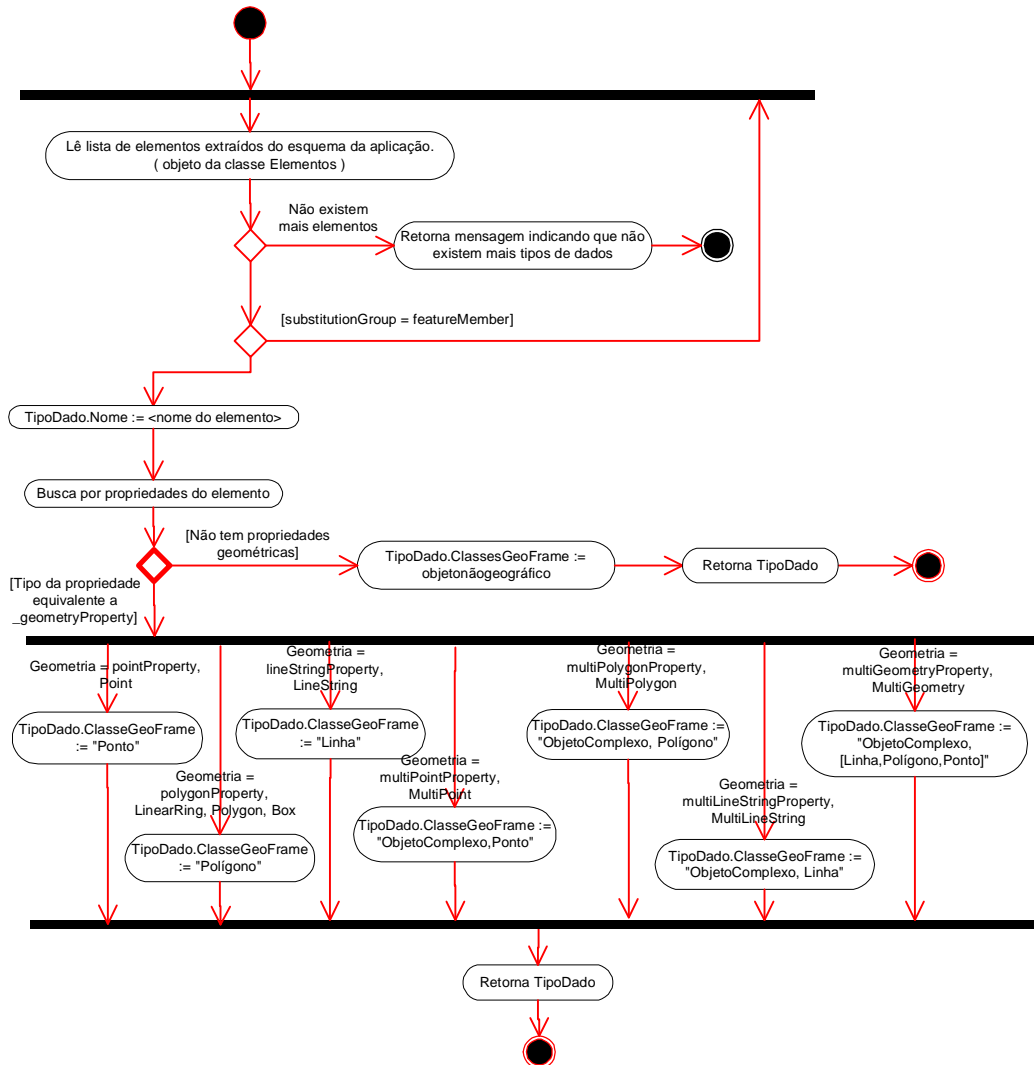 Lê lista de elementos extraídos do esquema da aplicação.
( objeto da classe Elementos )
Não existem
mais elementos
Retorna mensagem indicando que não
existem mais tipos de dados
[substitutionGroup = featureMember]
TipoDado.Nome := <nome do elemento>
Busca por propriedades do elemento
[Não tem propriedades
geométricas]
TipoDado.ClassesGeoFrame :=
objetonãogeográfico
Retorna TipoDado
[Tipo da propriedade
equivalente a
_geometryProperty]
Geometria = pointProperty,
Point
TipoDado.ClasseGeoFrame
:= "Ponto"
Geometria =
polygonProperty,
LinearRing, Polygon, Box
TipoDado.ClasseGeoFrame
:= "Polígono"
Geometria =
lineStringProperty,
LineString
TipoDado.ClasseGeoFrame
:= "Linha"
Geometria =
multiPointProperty,
MultiPoint
TipoDado.ClasseGeoFrame :=
"ObjetoComplexo,Ponto"
Geometria =
multiPolygonProperty,
MultiPolygon
TipoDado.ClasseGeoFrame :=
"ObjetoComplexo, Polígono"
Geometria =
multiLineStringProperty,
MultiLineString
TipoDado.ClasseGeoFrame :=
"ObjetoComplexo, Linha"
Geometria =
multiGeometryProperty,
MultiGeometry
TipoDado.ClasseGeoFrame :=
"ObjetoComplexo,
[Linha,Polígono,Ponto]"
Retorna TipoDado